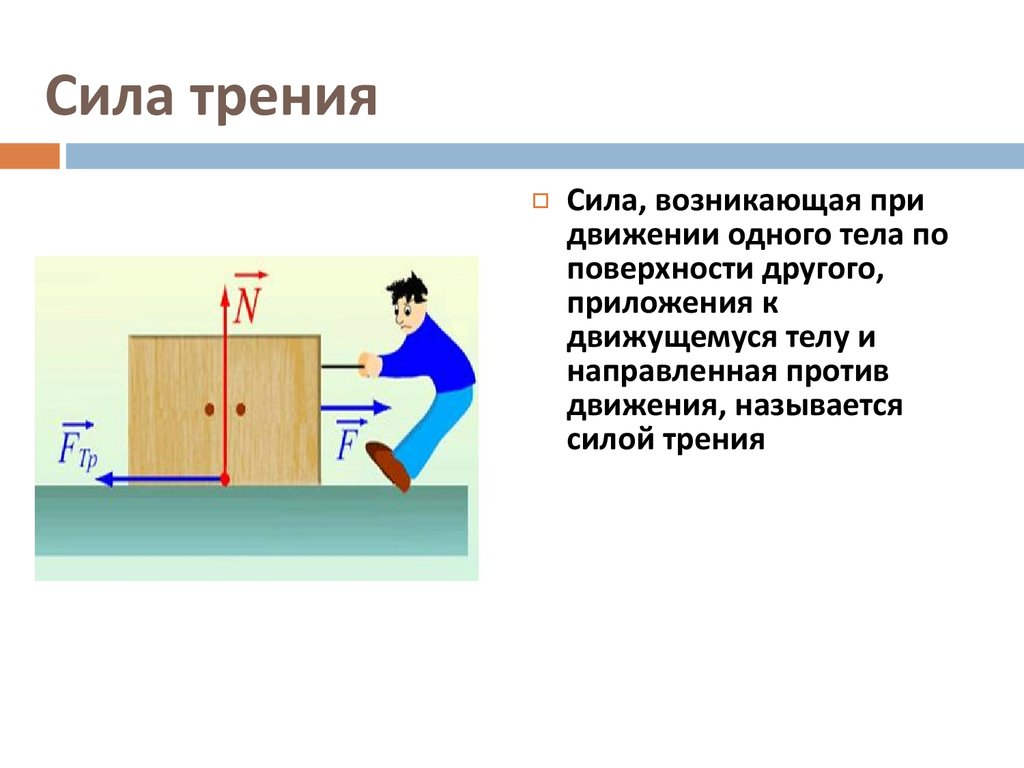 Сила трения
Сила, возникающая при
движении одного тела по
поверхности другого,
приложения к
движущемуся телу и
направленная против
движения, называется
силой трения
N
F
FТр